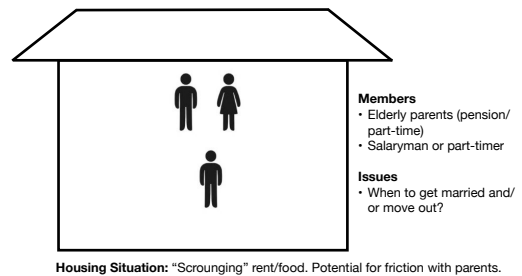 Members
• Elderly parents (pension/
part-time)
• Salaryman or part-timer
Issues
• When to get married and/
or move out?
Housing Situation: “Scrounging” rent/food. Potential for friction with parents.